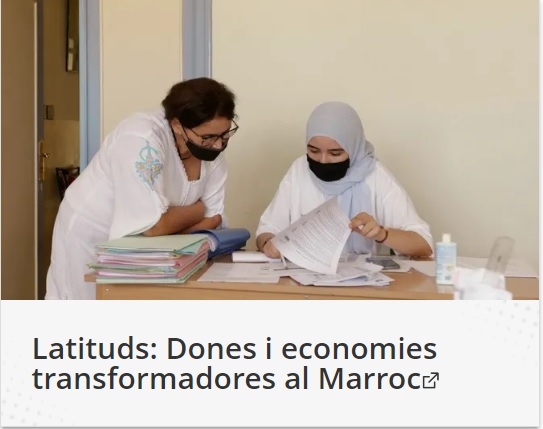 Latituds: Dones i economies
transformadores al Marroc